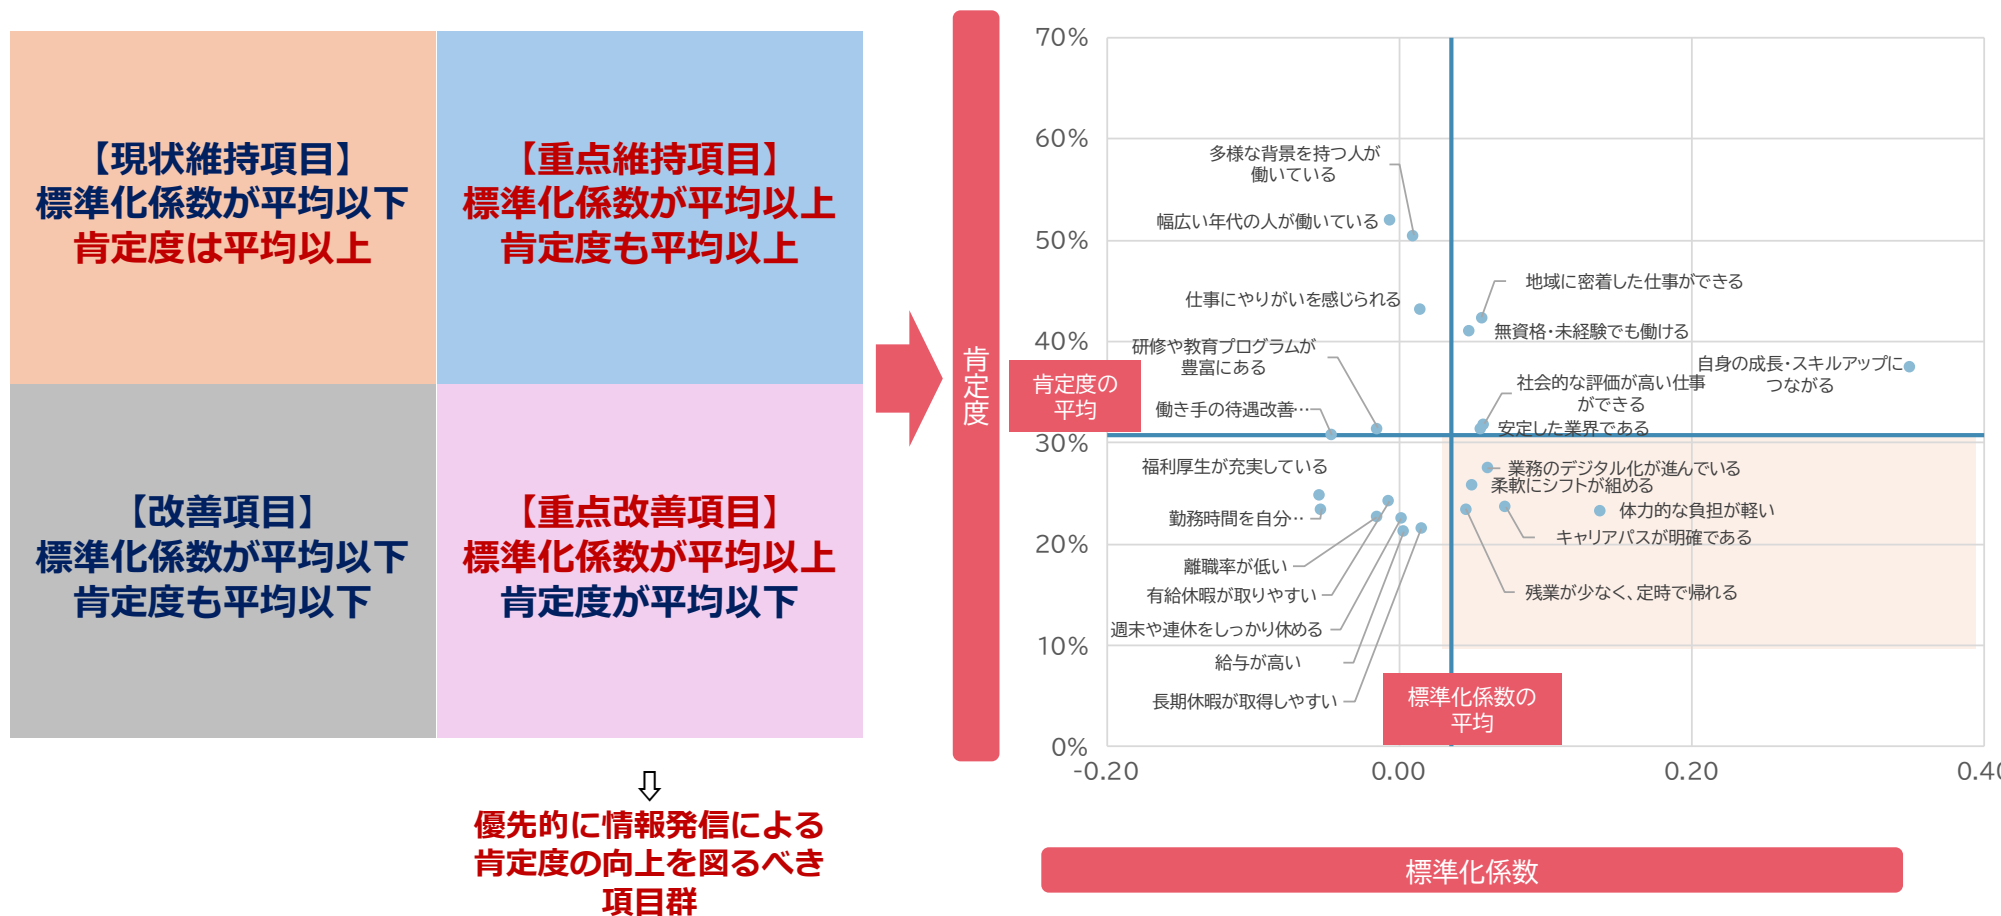 【現状維持項目】
標準化係数が平均以下
肯定度は平均以上
【重点維持項目】
標準化係数が平均以上
肯定度も平均以上
【改善項目】
標準化係数が平均以下
肯定度も平均以下
【重点改善項目】
標準化係数が平均以上
肯定度が平均以下
優先的に情報発信による
肯定度の向上を図るべき
項目群
肯定度
70%
60%
50%
40%
30%
20%
10%
0%
肯定度の
平均
多様な背景を持つ人が
働いている
幅広い年代の人が働いている
地域に密着した仕事ができる
仕事にやりがいを感じられる
無資格・未経験でも働ける
研修や教育プログラムが
豊富にある
自身の成長・スキルアップに
つながる
社会的な評価が高い仕事
ができる
働き手の待遇改善…
安定した業界である
福利厚生が充実している
業務のデジタル化が進んでいる
柔軟にシフトが組める
勤務時間を自分…
体力的な負担が軽い
キャリアパスが明確である
離職率が低い
有給休暇が取りやすい
残業が少なく、定時で帰れる
週末や連休をしっかり休める
給与が高い
長期休暇が取得しやすい
標準化係数の
平均
-0.20
0.00
0.20
0.40
標準化係数